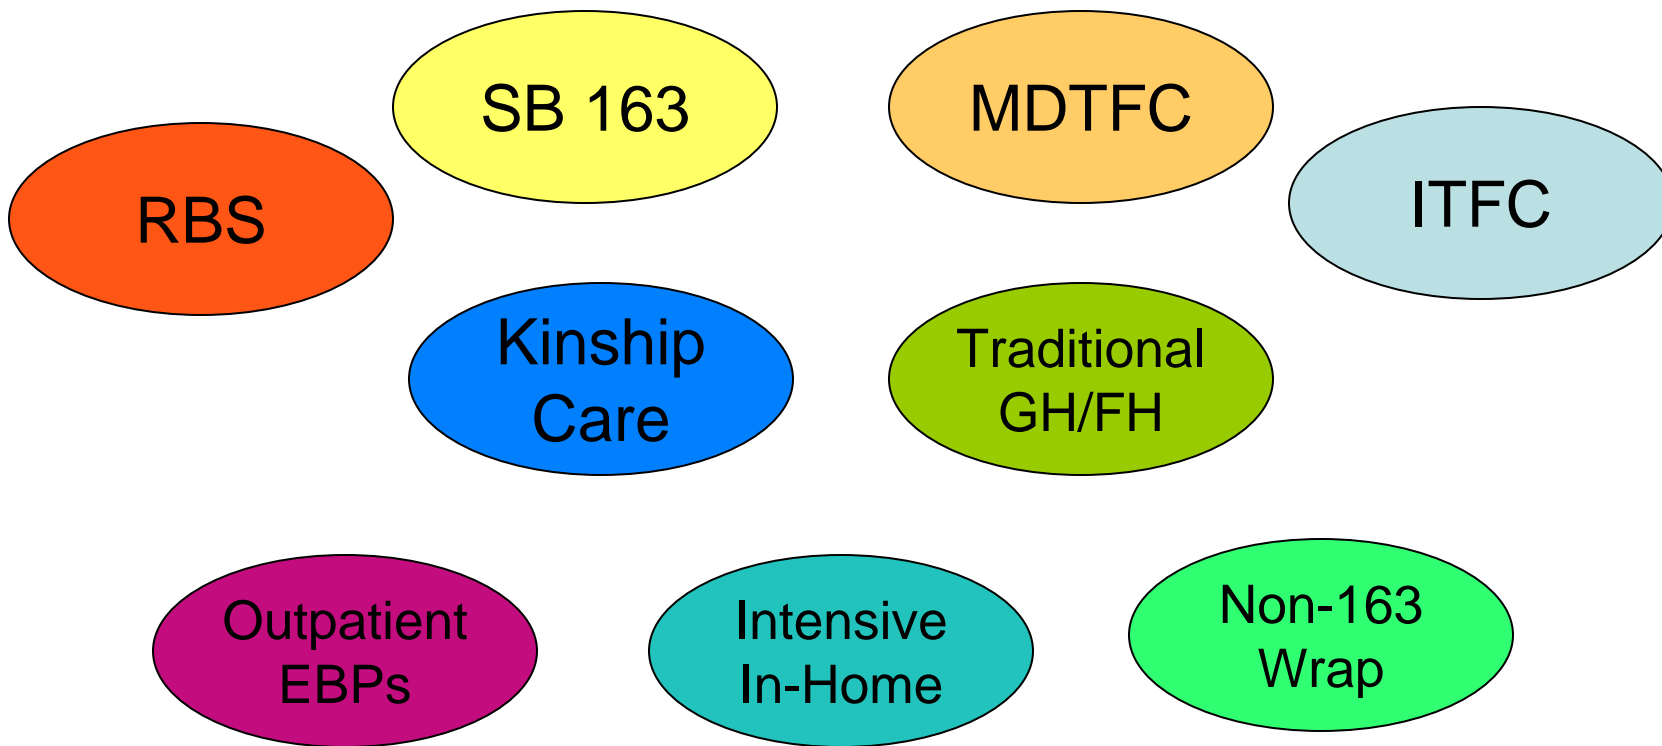 SB 163
MDTFC
RBS
ITFC
Kinship
Care
Traditional
GH/FH
Outpatient
EBPs
Intensive
In-Home
Non-163
Wrap